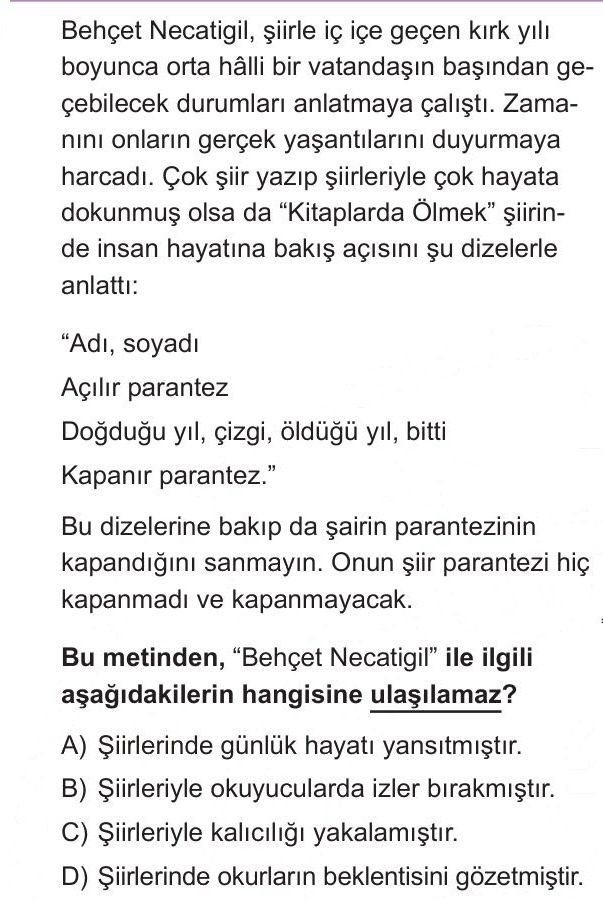 Behçet Necatigil, şiirle iç içe geçen kırk yılı
boyunca orta hâlli bir vatandaşın başından ge-
çebilecek durumları anlatmaya çalıştı. Zama-
nını onların gerçek yaşantılarını duyurmaya
harcadı. Çok şiir yazıp şiirleriyle çok hayata
dokunmuş olsa da “Kitaplarda Ölmek” şiirin-
de insan hayatına bakış açısını şu dizelerle
anlattı:
“Adı, soyadı
Açılır parantez
Doğduğu yıl, çizgi, öldüğü yıl, bitti
Kapanır parantez.”
Bu dizelerine bakıp da şairin parantezinin
kapandığını sanmayın. Onun şiir parantezi hiç
kapanmadı ve kapanmayacak.
Bu metinden, “Behçet Necatigil” ile ilgili
aşağıdakilerin hangisine ulaşılamaz?
A) Şiirlerinde günlük hayatı yansıtmıştır.
B) Şiirleriyle okuyucularda izler bırakmıştır.
C) Şiirleriyle kalıcılığı yakalamıştır.
D) Şiirlerinde okurların beklentisini gözetmiştir.